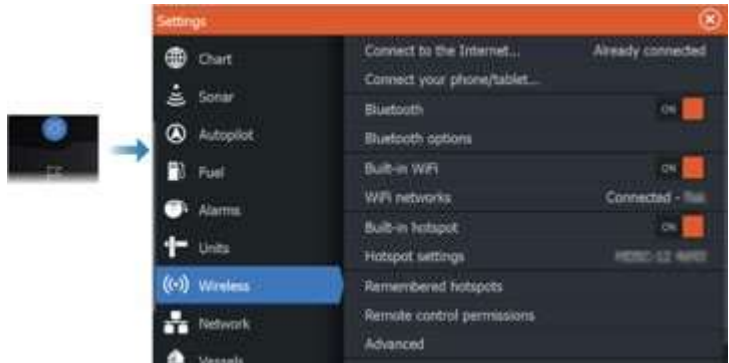 Settings
Chart
Sonar
Autopilot
Fuel
Alarms
Units
Wireless
Network
Vessels
Connect to the Internet... Already connected
Connect your phone/tablet...
Bluetooth ON
Bluetooth options
Built-in WiFi ON
WiFi networks Connected -
Built-in hotspot ON
Hotspot settings
Remembered hotspots
Remote control permissions
Advanced